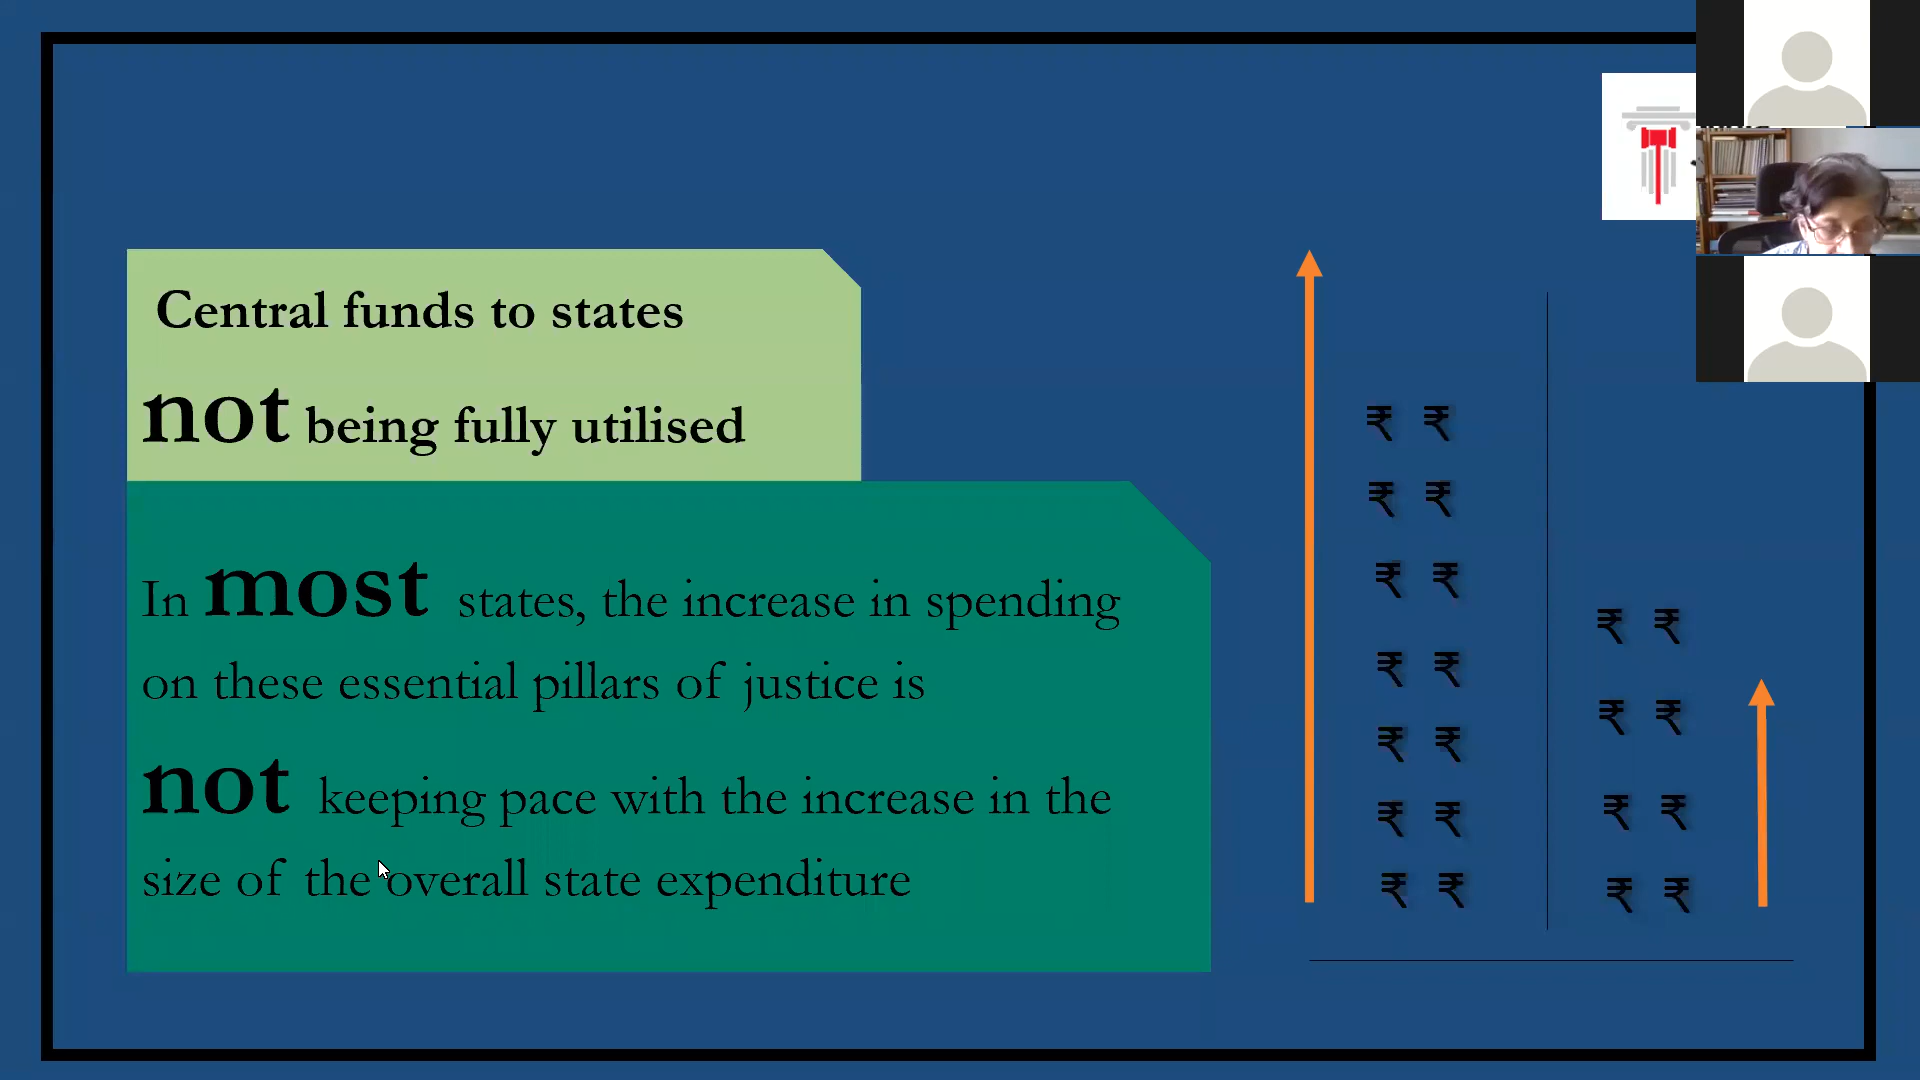 Central funds to states
not being fully utilised
In most states, the increase in spending
on these essential pillars of justice is
not keeping pace with the increase in the
size of the overall state expenditure
₹ ₹
₹ ₹
₹ ₹
₹ ₹
₹ ₹
₹ ₹
₹ ₹
₹ ₹
₹ ₹
₹ ₹
₹ ₹